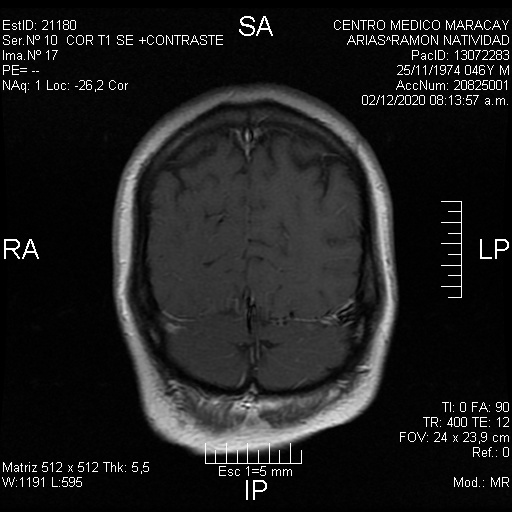 EstID: 21180
Ser.Nº 10 COR T1 SE +CONTRASTE
Ima.Nº 17
PE= --
NAq: 1 Loc: -26,2 Cor
SA
CENTRO MEDICO MARACAY
ARIAS^RAMON NATIVIDAD
PacID: 13072283
25/11/1974 046Y M
AccNum: 20825001
02/12/2020 08:13:57 a.m.
RA
LP
TI: 0 FA: 90
TR: 400 TE: 12
FOV: 24 x 23,9 cm
Ref.: 0
Matriz 512 x 512 Thk: 5,5
W:1191 L:595
Esc 1=5 mm
IP
Mod.: MR